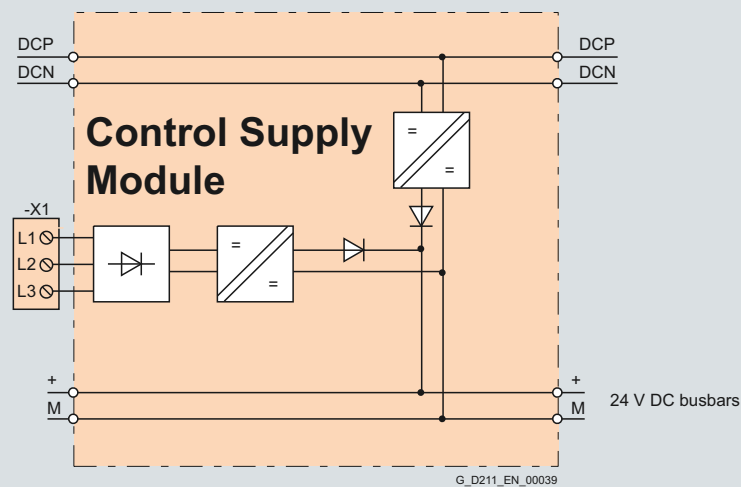 DCP
DCP
DCN
DCN
Control Supply
Module
=
=
-X1
L1
L2
L3
=
=
+
+
M
M
24 V DC busbars
G_D211_EN_00039